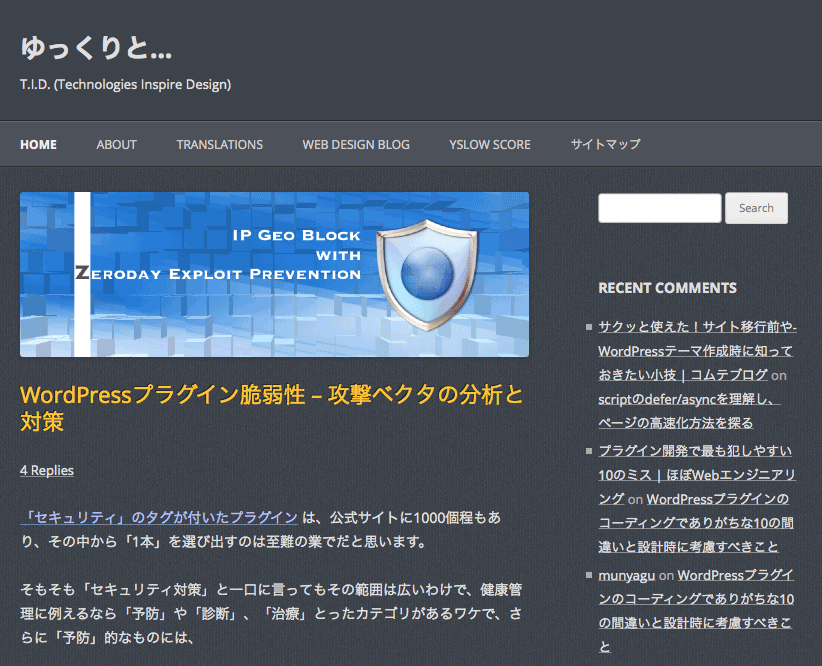 ゆっくりと…
T.I.D. (Technologies Inspire Design)
HOME ABOUT TRANSLATIONS WEB DESIGN BLOG YSLOW SCORE サイトマップ
IP GEO BLOCK
WITH
ZERODAY EXPLOIT PREVENTION
WordPressプラグイン脆弱性 – 攻撃ベクタの分析と
対策
4 Replies
「セキュリティ」のタグが付いたプラグイン は、公式サイトに1000個程もあ
り、その中から「1本」を選び出すのは至難の業でだと思います。
そもそも「セキュリティ対策」と一口に言ってもその範囲は広いわけで、健康管
理に例えるなら「予防」や「診断」、「治療」とったカテゴリがあるワケで、さ
らに「予防」的なものには、
Search
RECENT COMMENTS
サクッと使えた！サイト移行前や-
WordPressテーマ作成時に知って
おきたい小技 | コムテブログ on
scriptのdefer/asyncを理解し、
ページの高速化方法を探る
プラグイン開発で最も犯しやすい
10のミス | ほぼWebエンジニアリ
ング on WordPressプラグインの
コーディングでありがちな10の間
違いと設計時に考慮すべきこと
munyagu on WordPressプラグイ
ンのコーディングでありがちな10
の間違いと設計時に考慮すべきこ
と